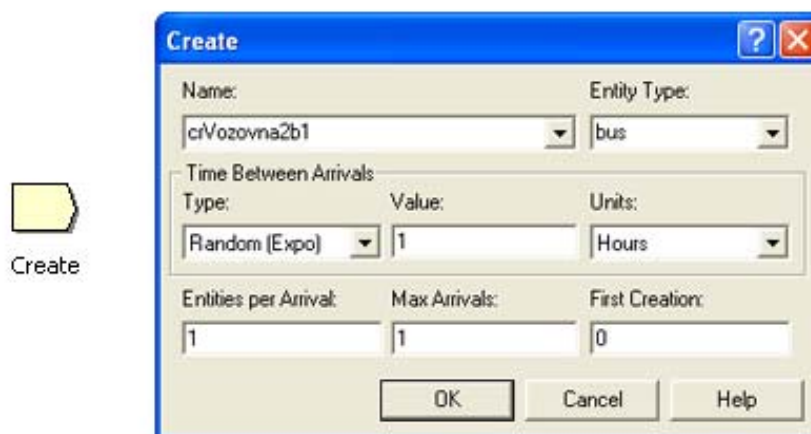 Create
Name: Entity Type:
crVozovna2b1 bus
Time Between Arrivals
Type: Value: Units:
Random (Expo) 1 Hours
Create
Entities per Arrival: Max Arrivals: First Creation:
1 1 0
OK Cancel Help